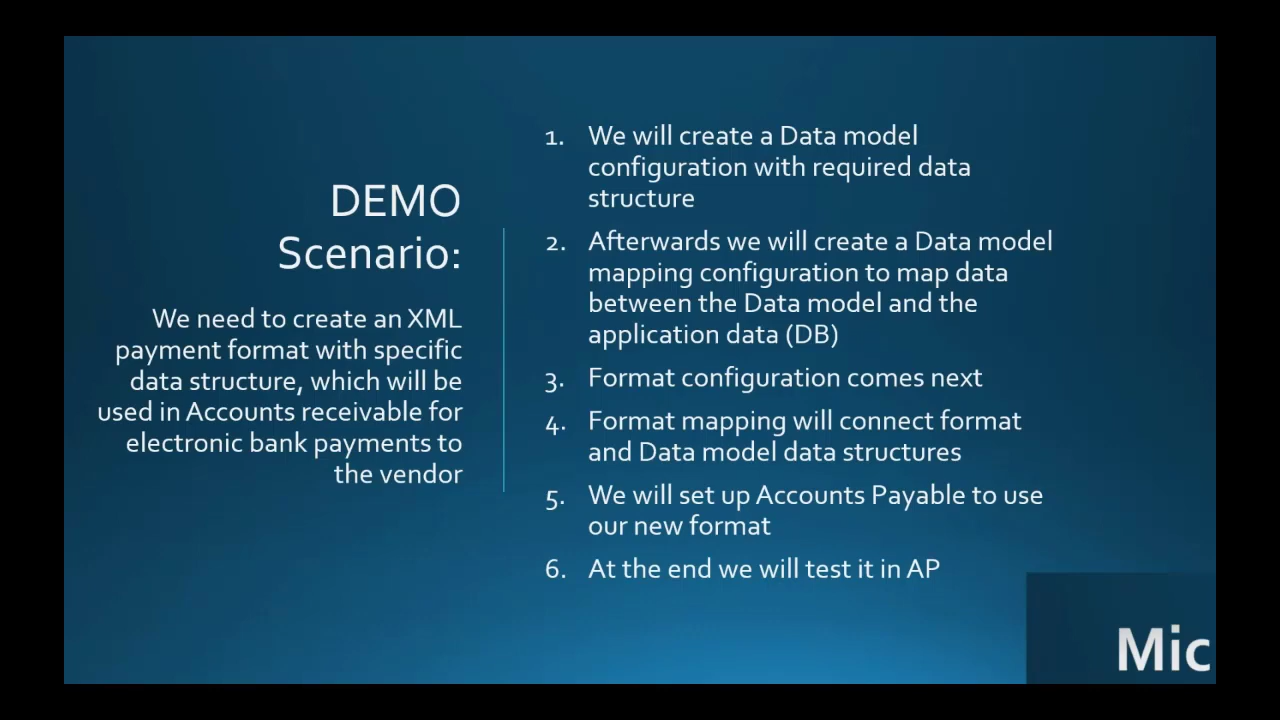 DEMO
Scenario:
We need to create an XML
payment format with specific
data structure, which will be
used in Accounts receivable for
electronic bank payments to
the vendor
1. We will create a Data model
configuration with required data
structure
2. Afterwards we will create a Data model
mapping configuration to map data
between the Data model and the
application data (DB)
3. Format configuration comes next
4. Format mapping will connect format
and Data model data structures
5. We will set up Accounts Payable to use
our new format
6. At the end we will test it in AP
Mic